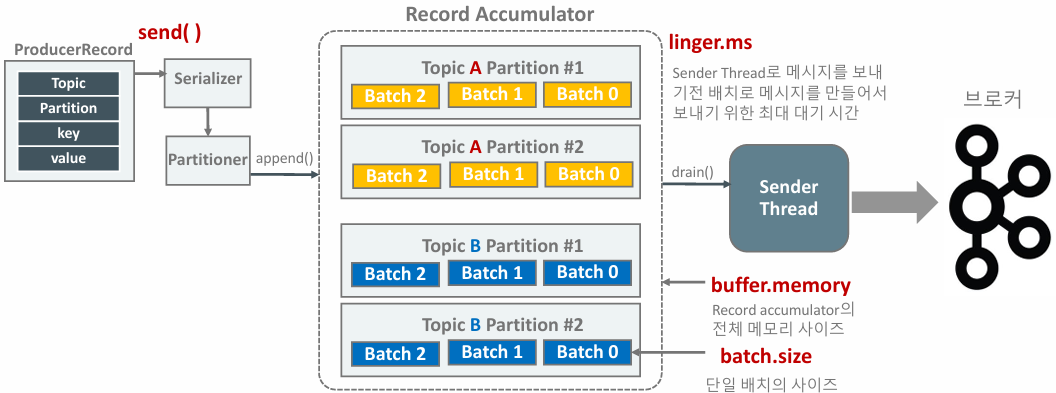 Record Accumulator
send( )
ProducerRecord
Topic
Partition
key
value
Serializer
Partitioner
append()
Topic A Partition #1
Batch 2
Batch 1
Batch 0
Topic A Partition #2
Batch 2
Batch 1
Batch 0
Topic B Partition #1
Batch 2
Batch 1
Batch 0
Topic B Partition #2
Batch 2
Batch 1
Batch 0
linger.ms
Sender Thread로 메시지를 보내
기전 배치로 메시지를 만들어서
보내기 위한 최대 대기 시간
drain()
Sender
Thread
브로커
buffer.memory
Record accumulator의
전체 메모리 사이즈
batch.size
단일 배치의 사이즈